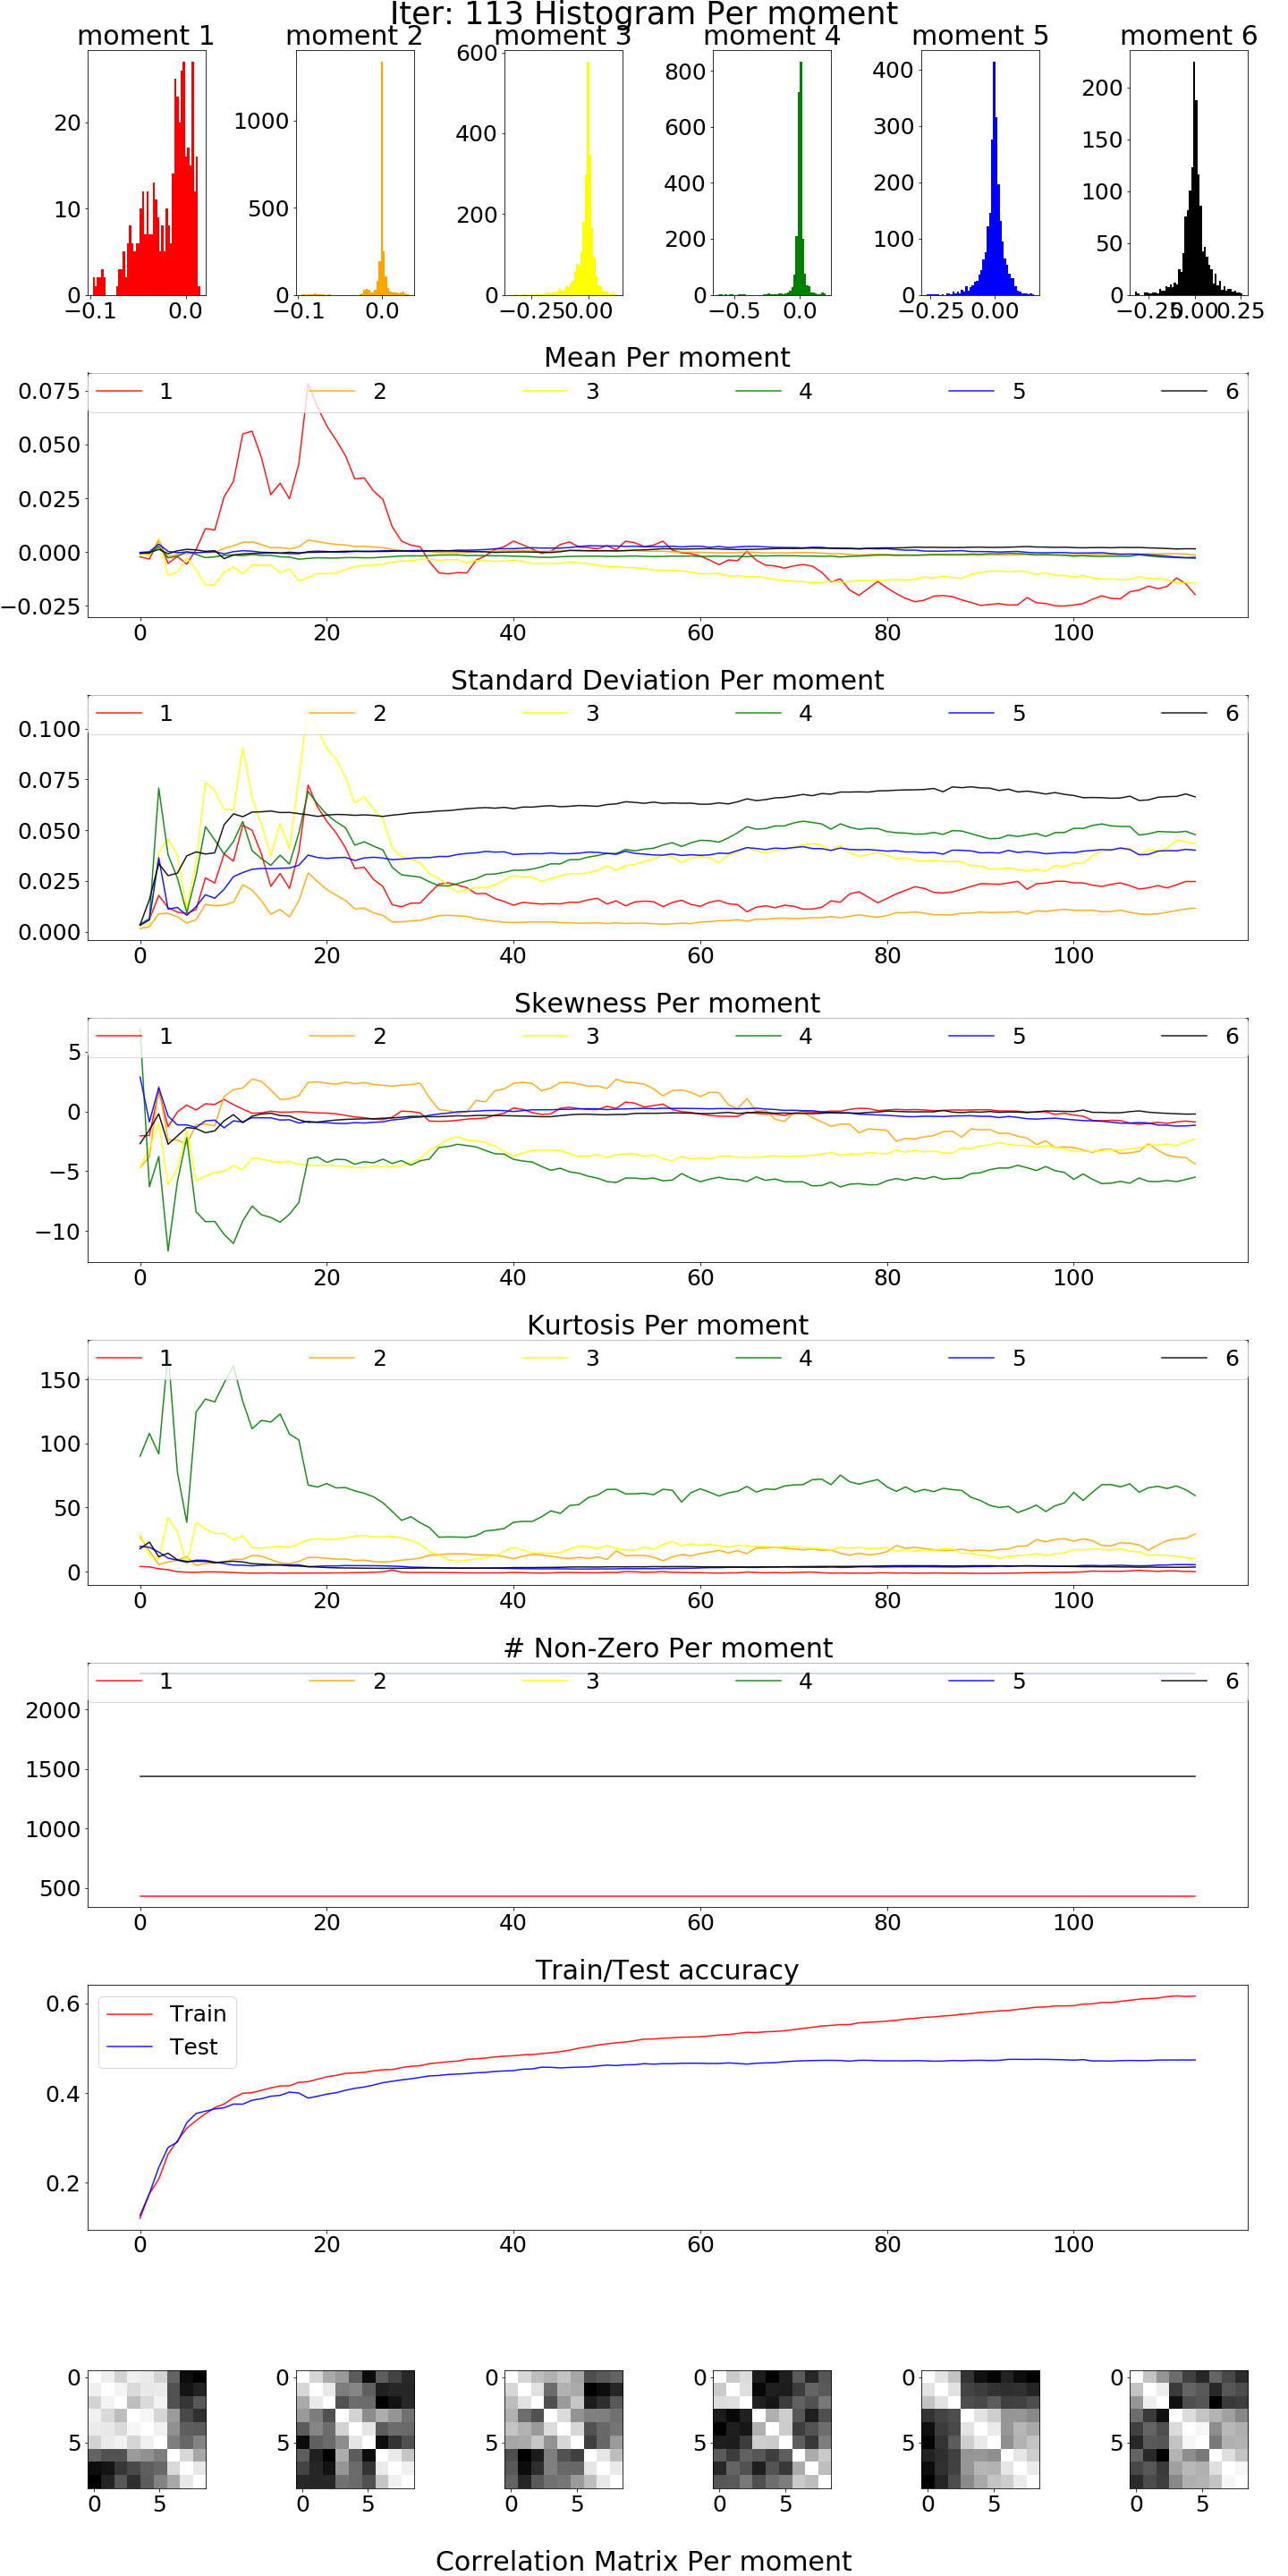 Iter: 113 Histogram Per moment
moment 1 moment 2 moment 3 moment 4 moment 5 moment 6
20
10
0
−0.1 0.0
1000
500
0
−0.1 0.0
600
400
200
0
−0.25 0.00
800
600
400
200
0
−0.5 0.0
400
300
200
100
0
−0.25 0.00
200
150
100
50
0
−0.25 0.00 0.25
Mean Per moment
1 2 3 4 5 6
0.075
0.050
0.025
0.000
−0.025
0 20 40 60 80 100
Standard Deviation Per moment
1 2 3 4 5 6
0.100
0.075
0.050
0.025
0.000
0 20 40 60 80 100
Skewness Per moment
1 2 3 4 5 6
5
0
−5
−10
0 20 40 60 80 100
Kurtosis Per moment
1 2 3 4 5 6
150
100
50
0
0 20 40 60 80 100
# Non-Zero Per moment
1 2 3 4 5 6
2000
1500
1000
500
0 20 40 60 80 100
Train/Test accuracy
Train
Test
0.6
0.4
0.2
0 20 40 60 80 100
0 0 0 0 0 0
5 5 5 5 5 5
0 5 0 5 0 5 0 5 0 5 0 5
Correlation Matrix Per moment